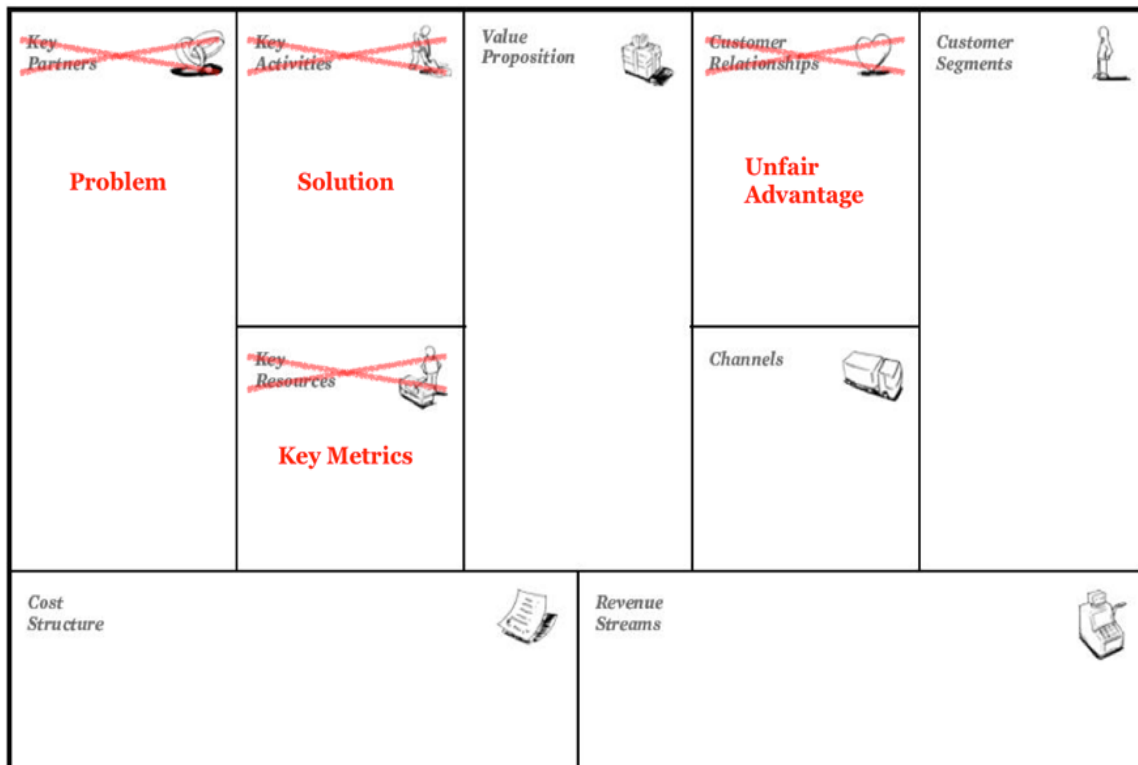 Key
Partners
Problem
Key
Activities
Solution
Key
Resources
Key Metrics
Value
Proposition
Customer
Relationships
Unfair
Advantage
Channels
Customer
Segments
Cost
Structure
Revenue
Streams